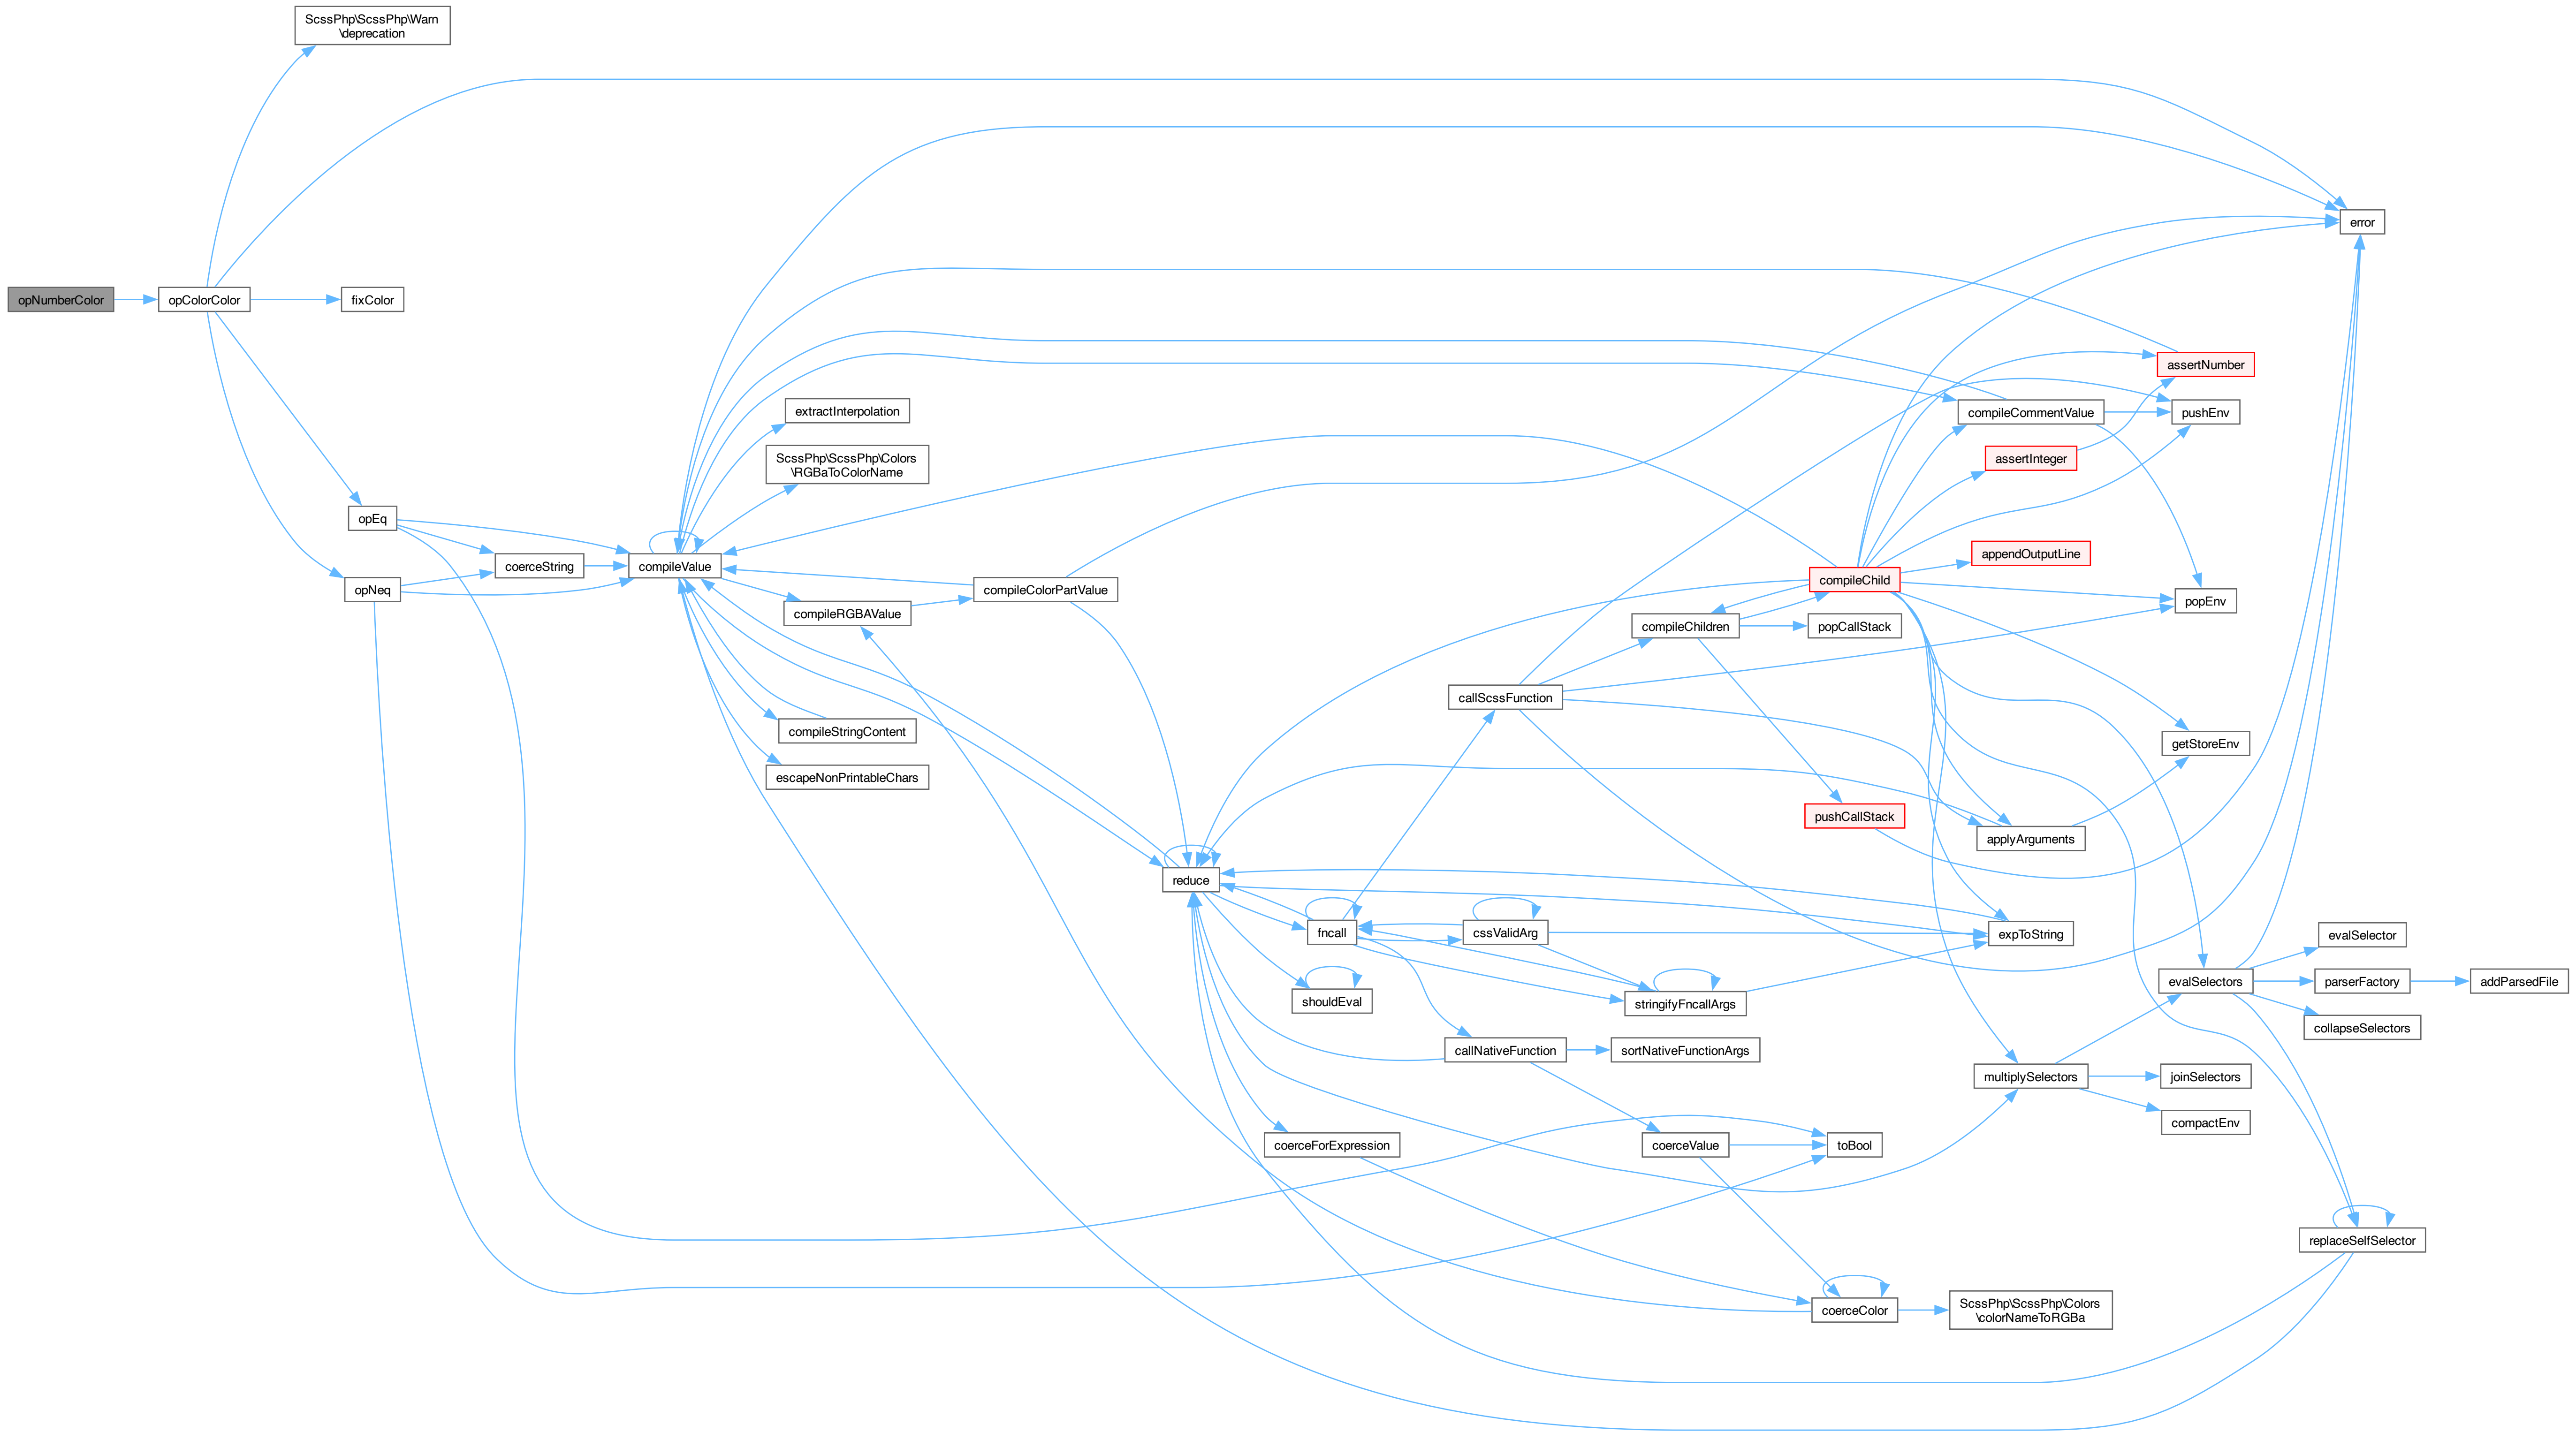 ScssPhp\ScssPhp\Warn
\deprecation
error
opNumberColor
opColorColor
fixColor
assertNumber
extractInterpolation
compileCommentValue
pushEnv
ScssPhp\ScssPhp\Colors
\RGBaToColorName
assertInteger
opEq
appendOutputLine
coerceString
compileValue
compileChild
opNeq
compileColorPartValue
popEnv
compileRGBAValue
compileChildren
popCallStack
callScssFunction
compileStringContent
getStoreEnv
escapeNonPrintableChars
pushCallStack
applyArguments
reduce
fncall
cssValidArg
expToString
evalSelector
evalSelectors
parserFactory
addParsedFile
shouldEval
stringifyFncallArgs
collapseSelectors
callNativeFunction
sortNativeFunctionArgs
multiplySelectors
joinSelectors
compactEnv
coerceForExpression
coerceValue
toBool
replaceSelfSelector
coerceColor
ScssPhp\ScssPhp\Colors
\colorNameToRGBa